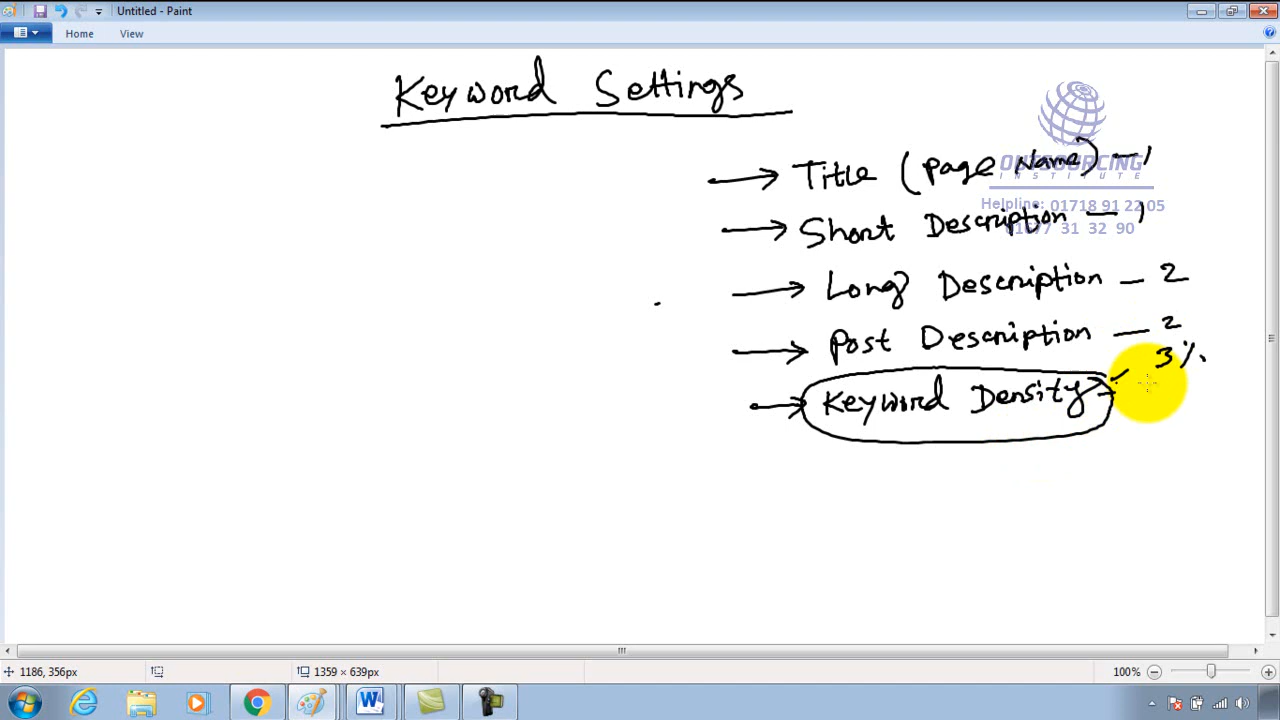 Untitled - Paint
Home View
Keyword Settings
OUTSOURCING
INSTITUTE
Helpline: 01718 91 22 05
01677 31 32 90
Title (Page Name) - 1
Short Description - 1
Long Description - 2
Post Description - 2
Keyword Density - 3%
1186, 356px
1359 × 639px
100%